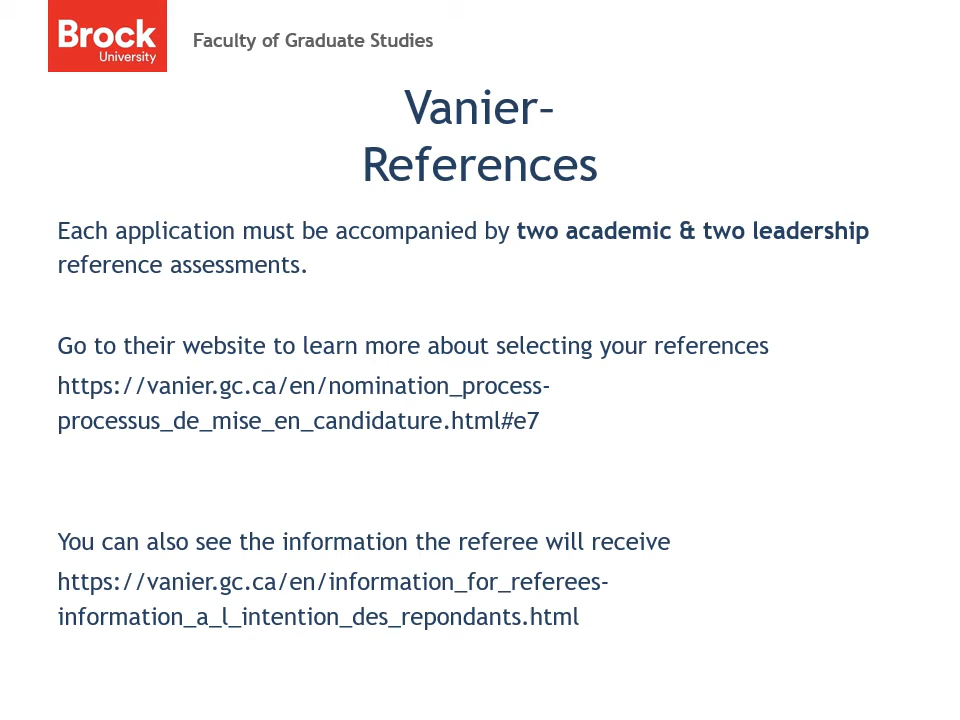 Brock
University
Faculty of Graduate Studies
Vanier–
References
Each application must be accompanied by two academic & two leadership
reference assessments.
Go to their website to learn more about selecting your references
https://vanier.gc.ca/en/nomination_process-
processus_de_mise_en_candidature.html#e7
You can also see the information the referee will receive
https://vanier.gc.ca/en/information_for_referees-
information_a_l_intention_des_repondants.html